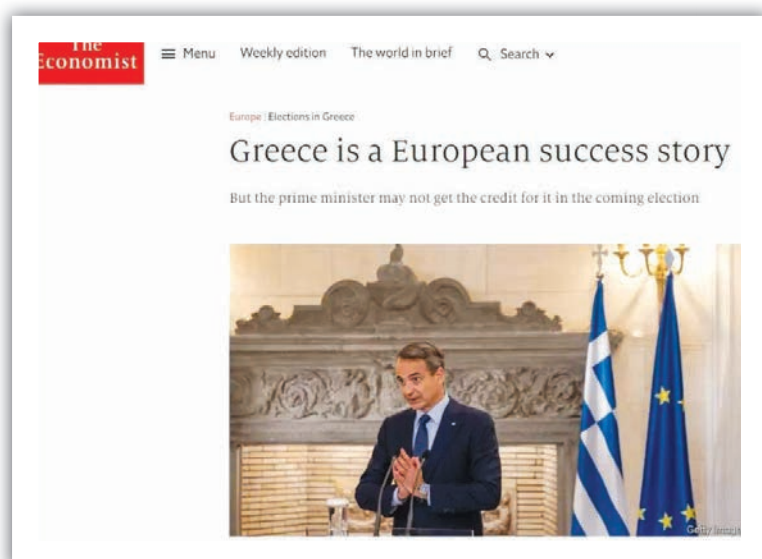 The
Economist
Menu Weekly edition The world in brief Search
Europe | Elections in Greece
Greece is a European success story
But the prime minister may not get the credit for it in the coming election
Getty Imag